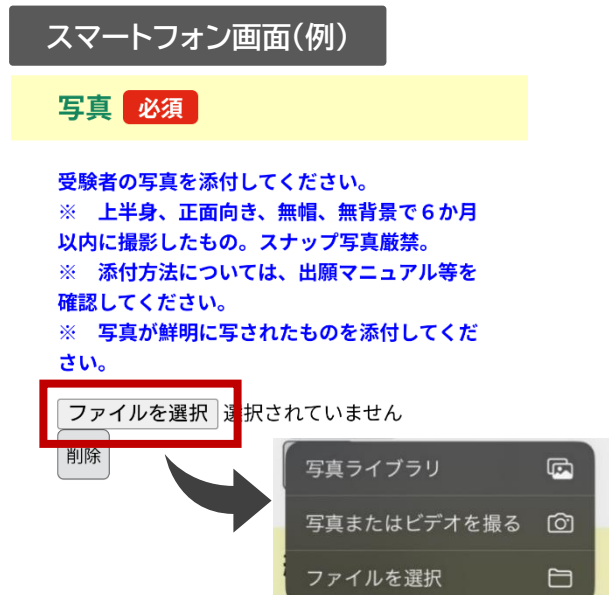 スマートフォン画面(例)
写真 必須
受験者の写真を添付してください。
※　上半身、正面向き、無帽、無背景で６か月
以内に撮影したもの。スナップ写真厳禁。
※　添付方法については、出願マニュアル等を
確認してください。
※　写真が鮮明に写されたものを添付してくだ
さい。
ファイルを選択 選択されていません
削除
写真ライブラリ
写真またはビデオを撮る
ファイルを選択